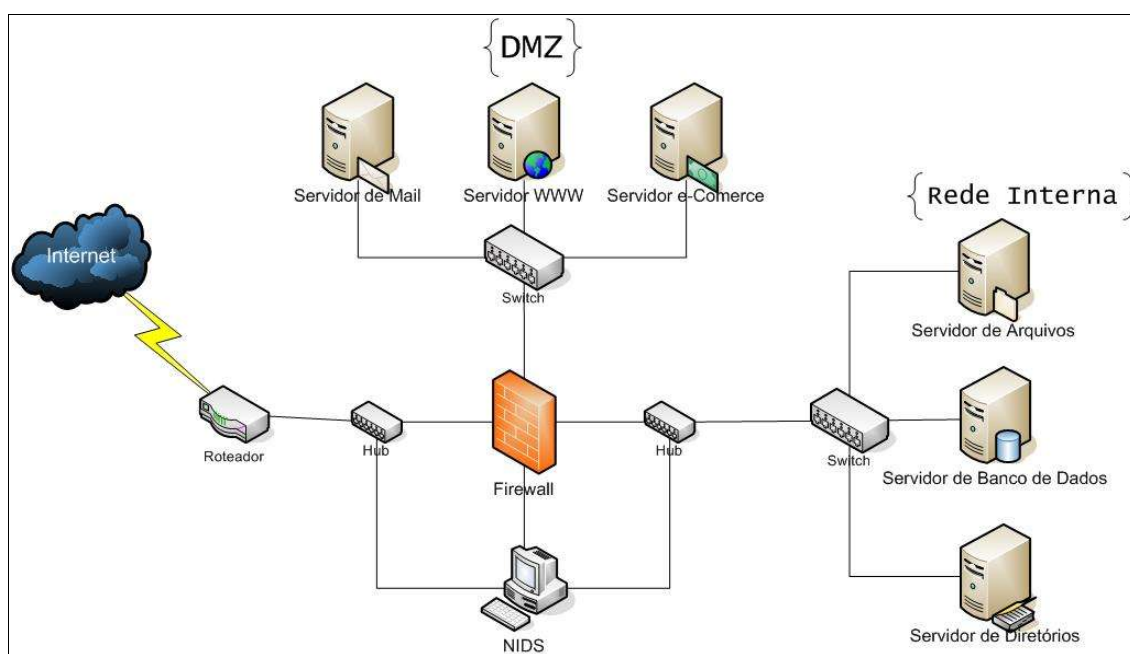 {DMZ}
Servidor de Mail
Servidor WWW
Servidor e-Comerce
{Rede Interna}
Internet
Switch
Servidor de Arquivos
Roteador
Hub
Firewall
Hub
Switch
Servidor de Banco de Dados
NIDS
Servidor de Diretórios